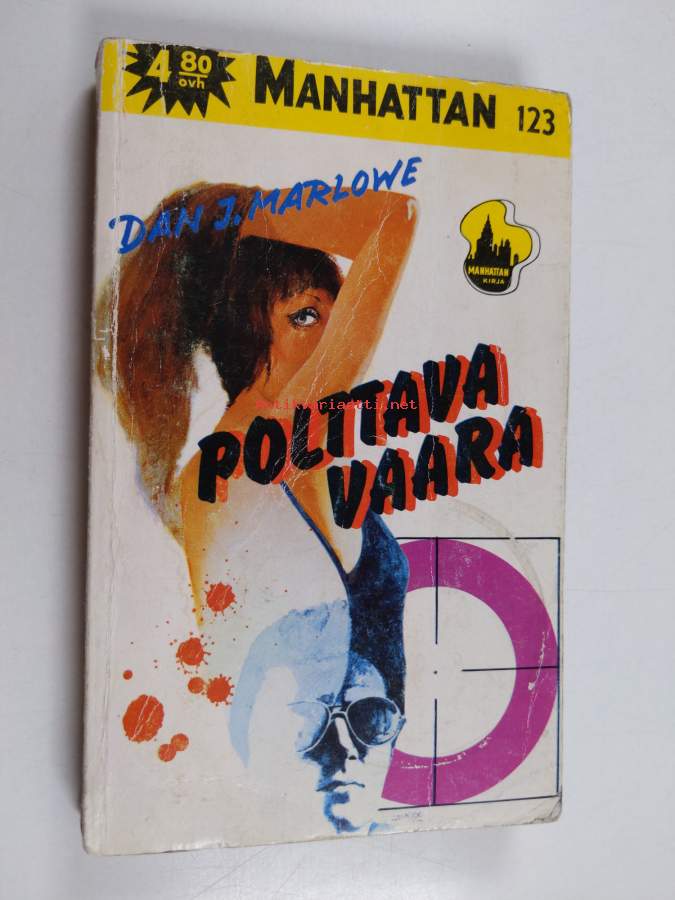 4 80
ovh
MANHATTAN 123
DAN J. MARLOWE
MANHATTAN
KIRJA
antikvariaatti.net
POLTTAVA
VAARA